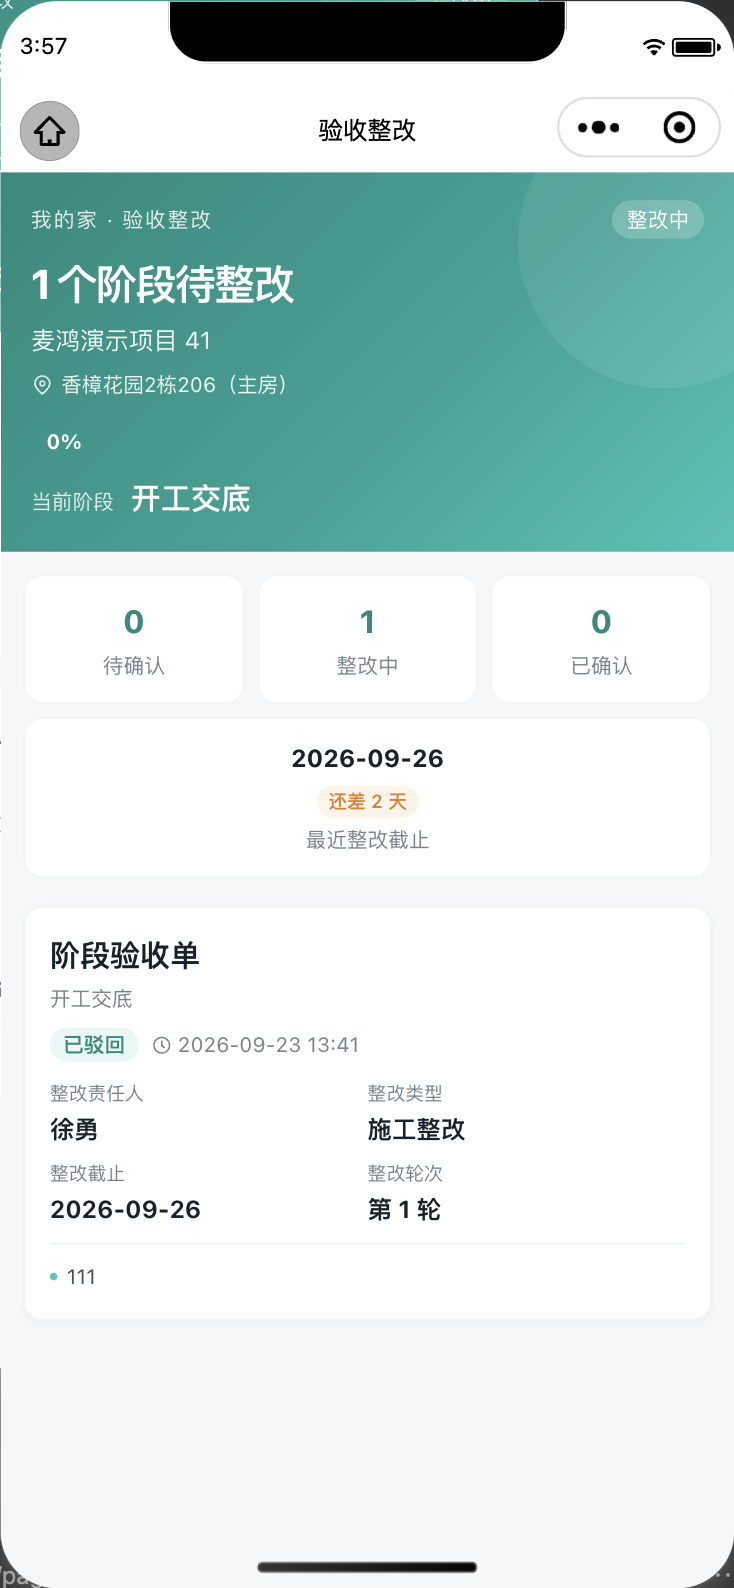 3:57
验收整改
我的家 · 验收整改
整改中
1个阶段待整改
麦鸿演示项目 41
香樟花园2栋206（主房）
0%
当前阶段 开工交底
0 1 0
待确认 整改中 已确认
2026-09-26
还差 2 天
最近整改截止
阶段验收单
开工交底
已驳回 2026-09-23 13:41
整改责任人 整改类型
徐勇 施工整改
整改截止 整改轮次
2026-09-26 第 1 轮
111